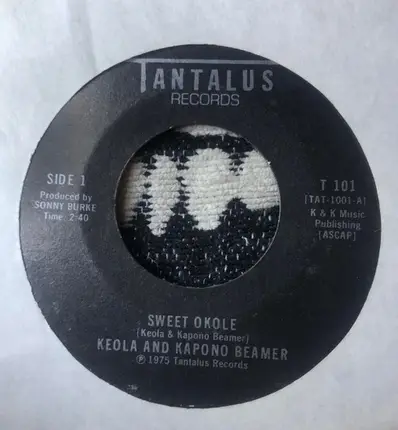 TANTALUS
RECORDS
SIDE 1
Produced by
SONNY BURKE
Time: 2:40
T 101
[TAT-1001-A]
K & K Music
Publishing
[ASCAP]
SWEET OKOLE
(Keola & Kapono Beamer)
KEOLA AND KAPONO BEAMER
Ⓟ 1975 Tantalus Records